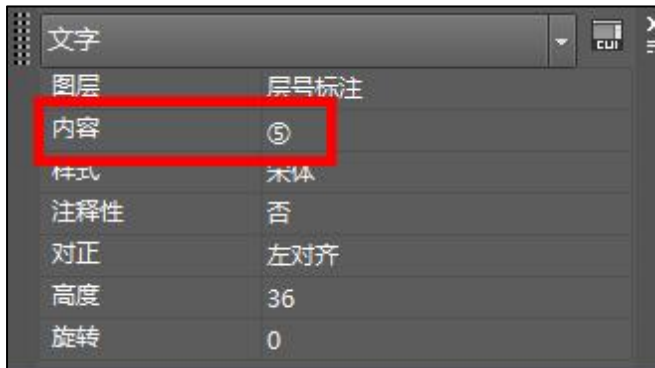 文字 CUI
图层 层号标注
内容 ⑤
样式 宋体
注释性 否
对正 左对齐
高度 36
旋转 0